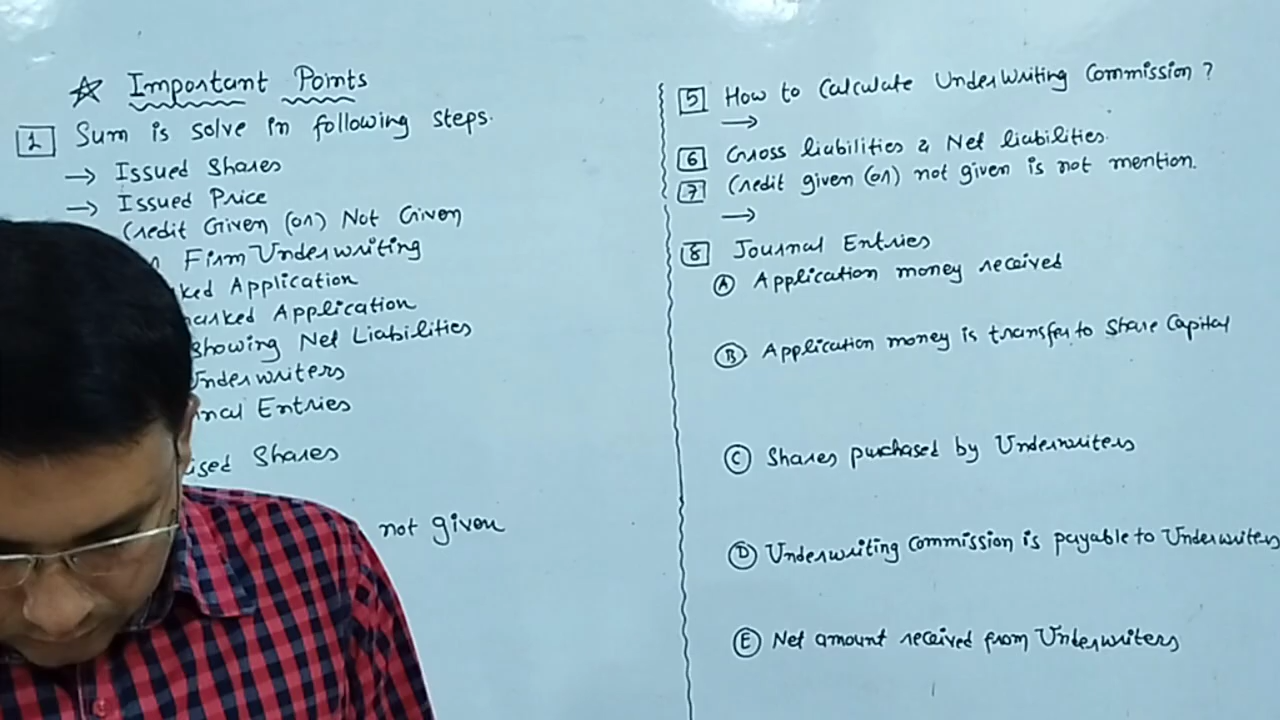 ☆ Important Points
1 Sum is solve in following steps.
→ Issued Shares
→ Issued Price
Credit Given (or) Not Given
Firm Underwriting
ked Application
arked Application
showing Net Liabilities
Underwriters
nal Entries
Shares
not given
5 How to Calculate UnderWriting Commission?
→
6 Gross liabilities & Net liabilities.
7 Credit given (or) not given is not mention.
→
8 Journal Entries
A Application money received
B Application money is transfer to Share Capital
C Shares purchased by Underwriters
D Underwriting Commission is payable to Underwriters
E Net amount received from Underwriters